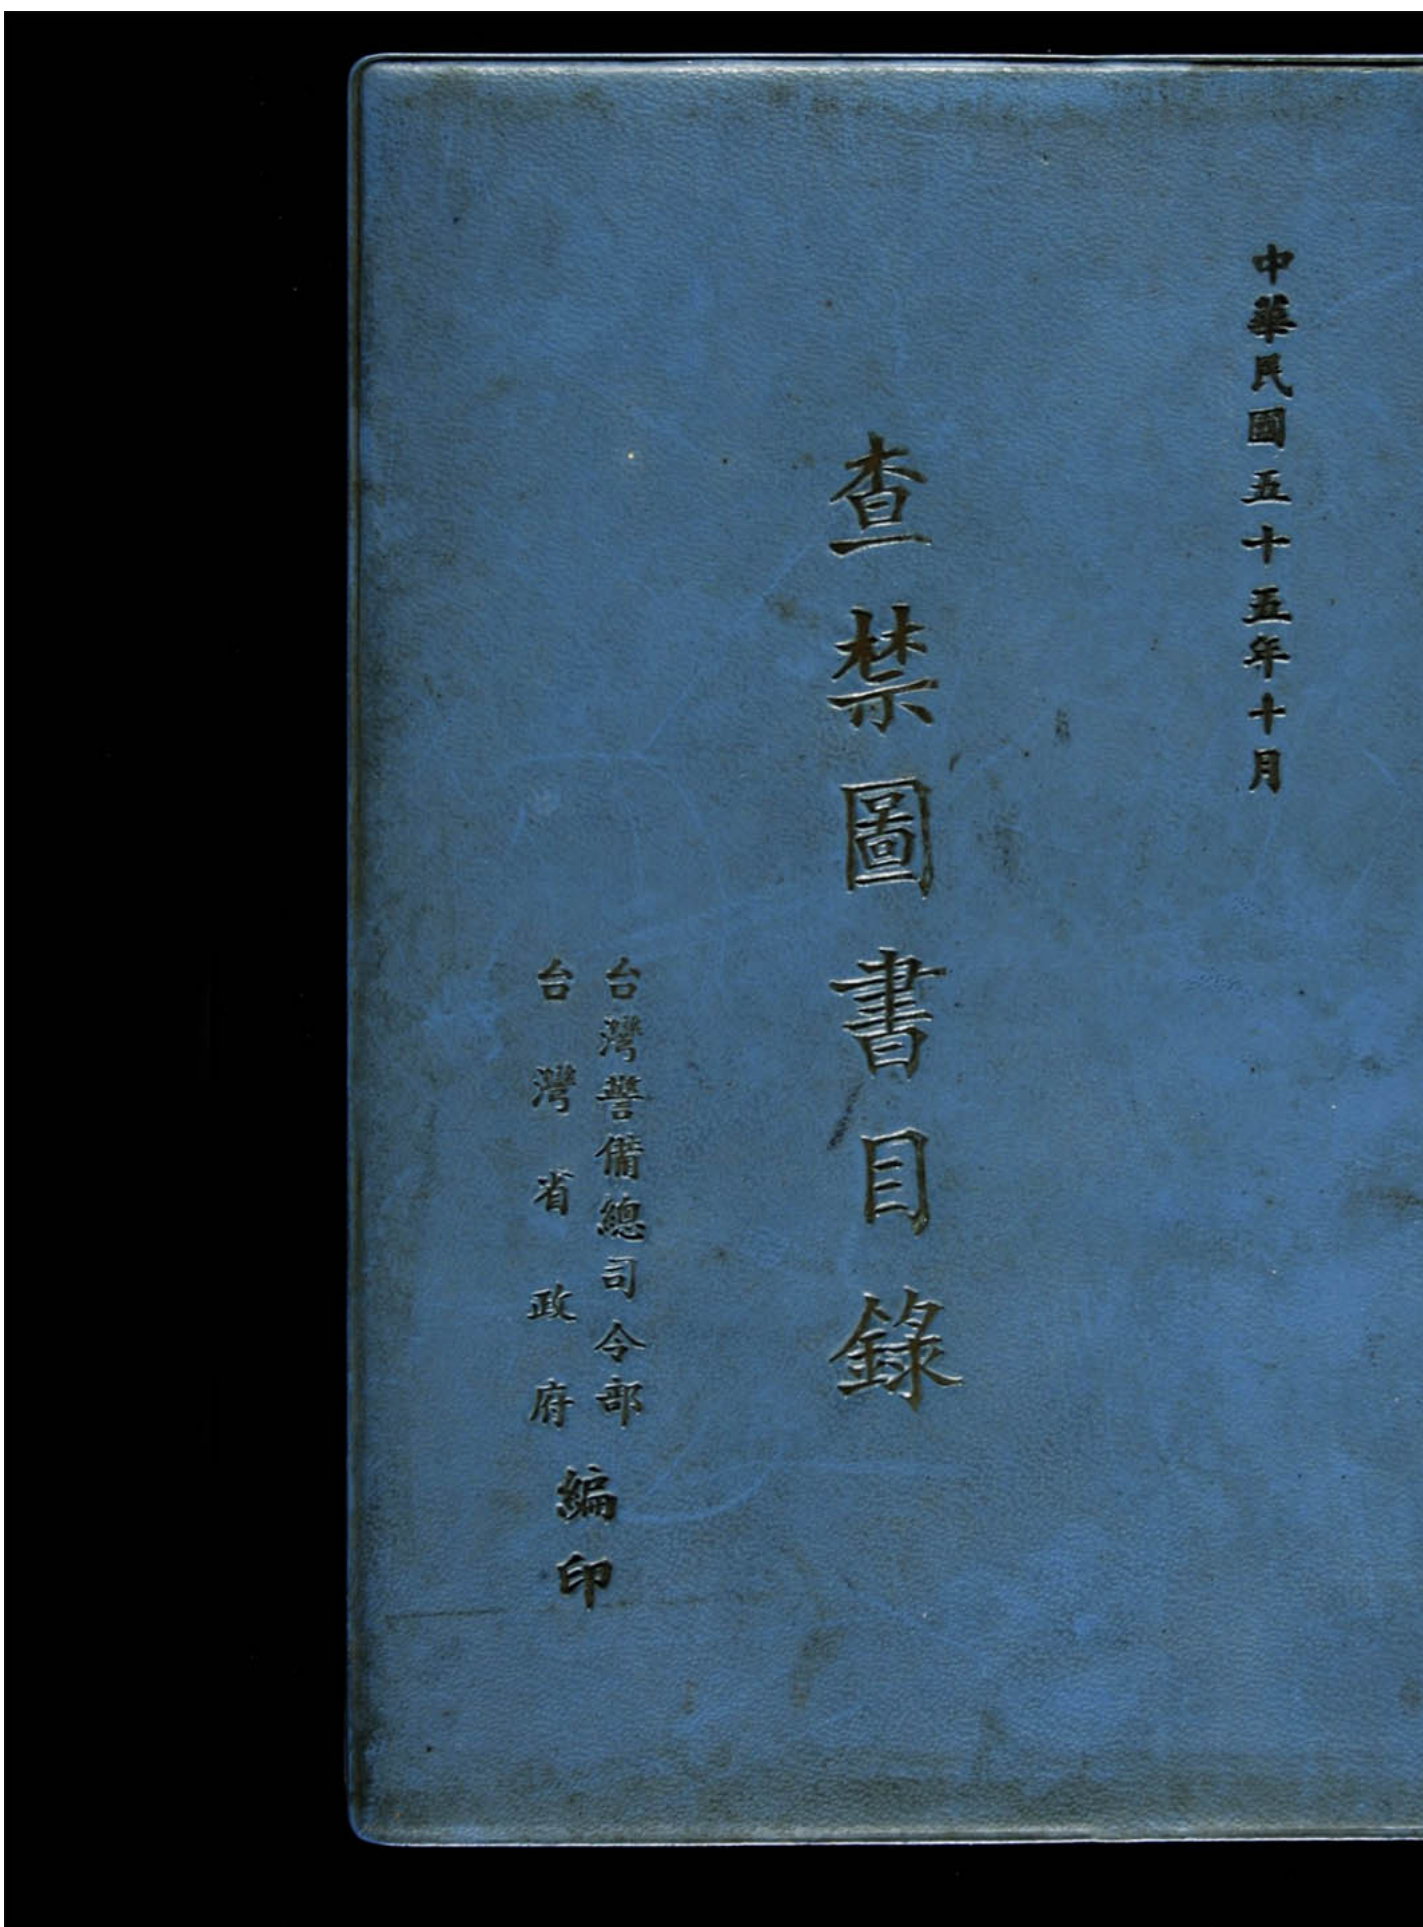 中華民國五十五年十月
查禁圖書目錄
台灣警備總司令部
台灣省政府
編印